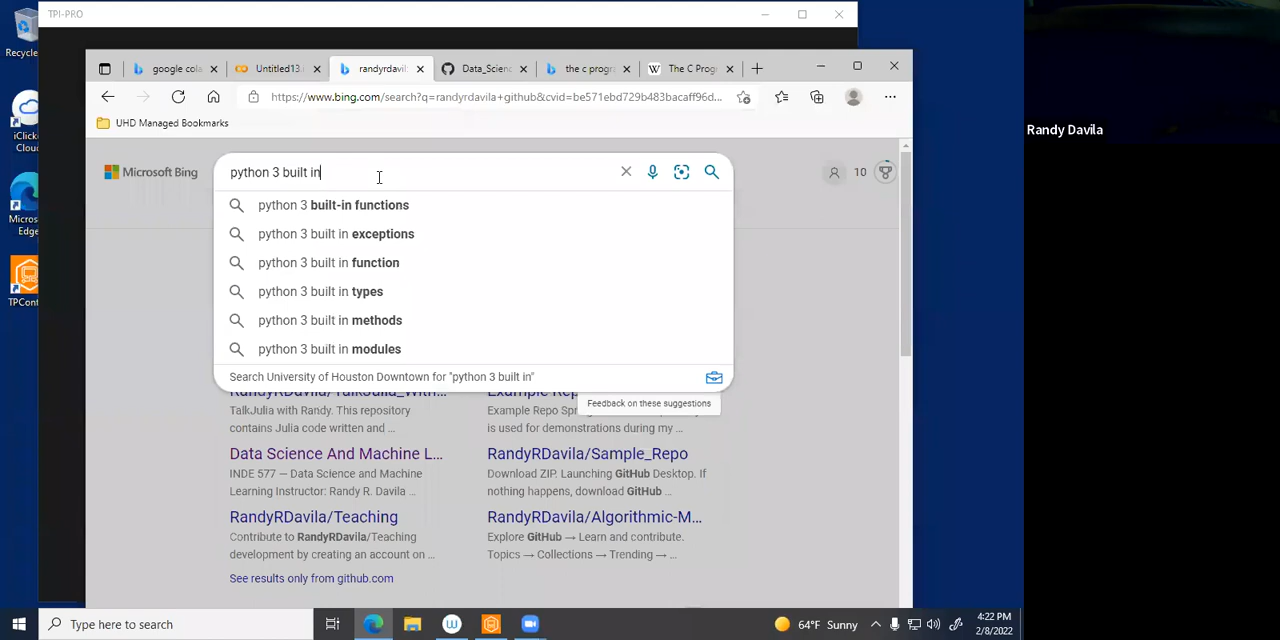 TPI-PRO
Recycle
iClicke
Clou
Micros
Edge
TPCont
google cola
Untitled13.i
randyrdavil
Data_Scienc
the c progra
The C Prog
https://www.bing.com/search?q=randyrdavila+github&cvid=be571ebd729b483bacaff96d...
UHD Managed Bookmarks
Microsoft Bing
python 3 built in
10
python 3 built-in functions
python 3 built in exceptions
python 3 built in function
python 3 built in types
python 3 built in methods
python 3 built in modules
Search University of Houston Downtown for "python 3 built in"
Feedback on these suggestions
TalkJulia with Randy. This repository
contains Julia code written and ...
Example Repo Spring
is used for demonstrations during my ...
Data Science And Machine L...
INDE 577 — Data Science and Machine
Learning Instructor: Randy R. Davila ...
RandyRDavila/Sample_Repo
Download ZIP. Launching GitHub Desktop. If
nothing happens, download GitHub ...
RandyRDavila/Teaching
Contribute to RandyRDavila/Teaching
development by creating an account on ...
RandyRDavila/Algorithmic-M...
Explore GitHub → Learn and contribute.
Topics → Collections → Trending → ...
See results only from github.com
Type here to search
64°F Sunny
4:22 PM
2/8/2022
Randy Davila